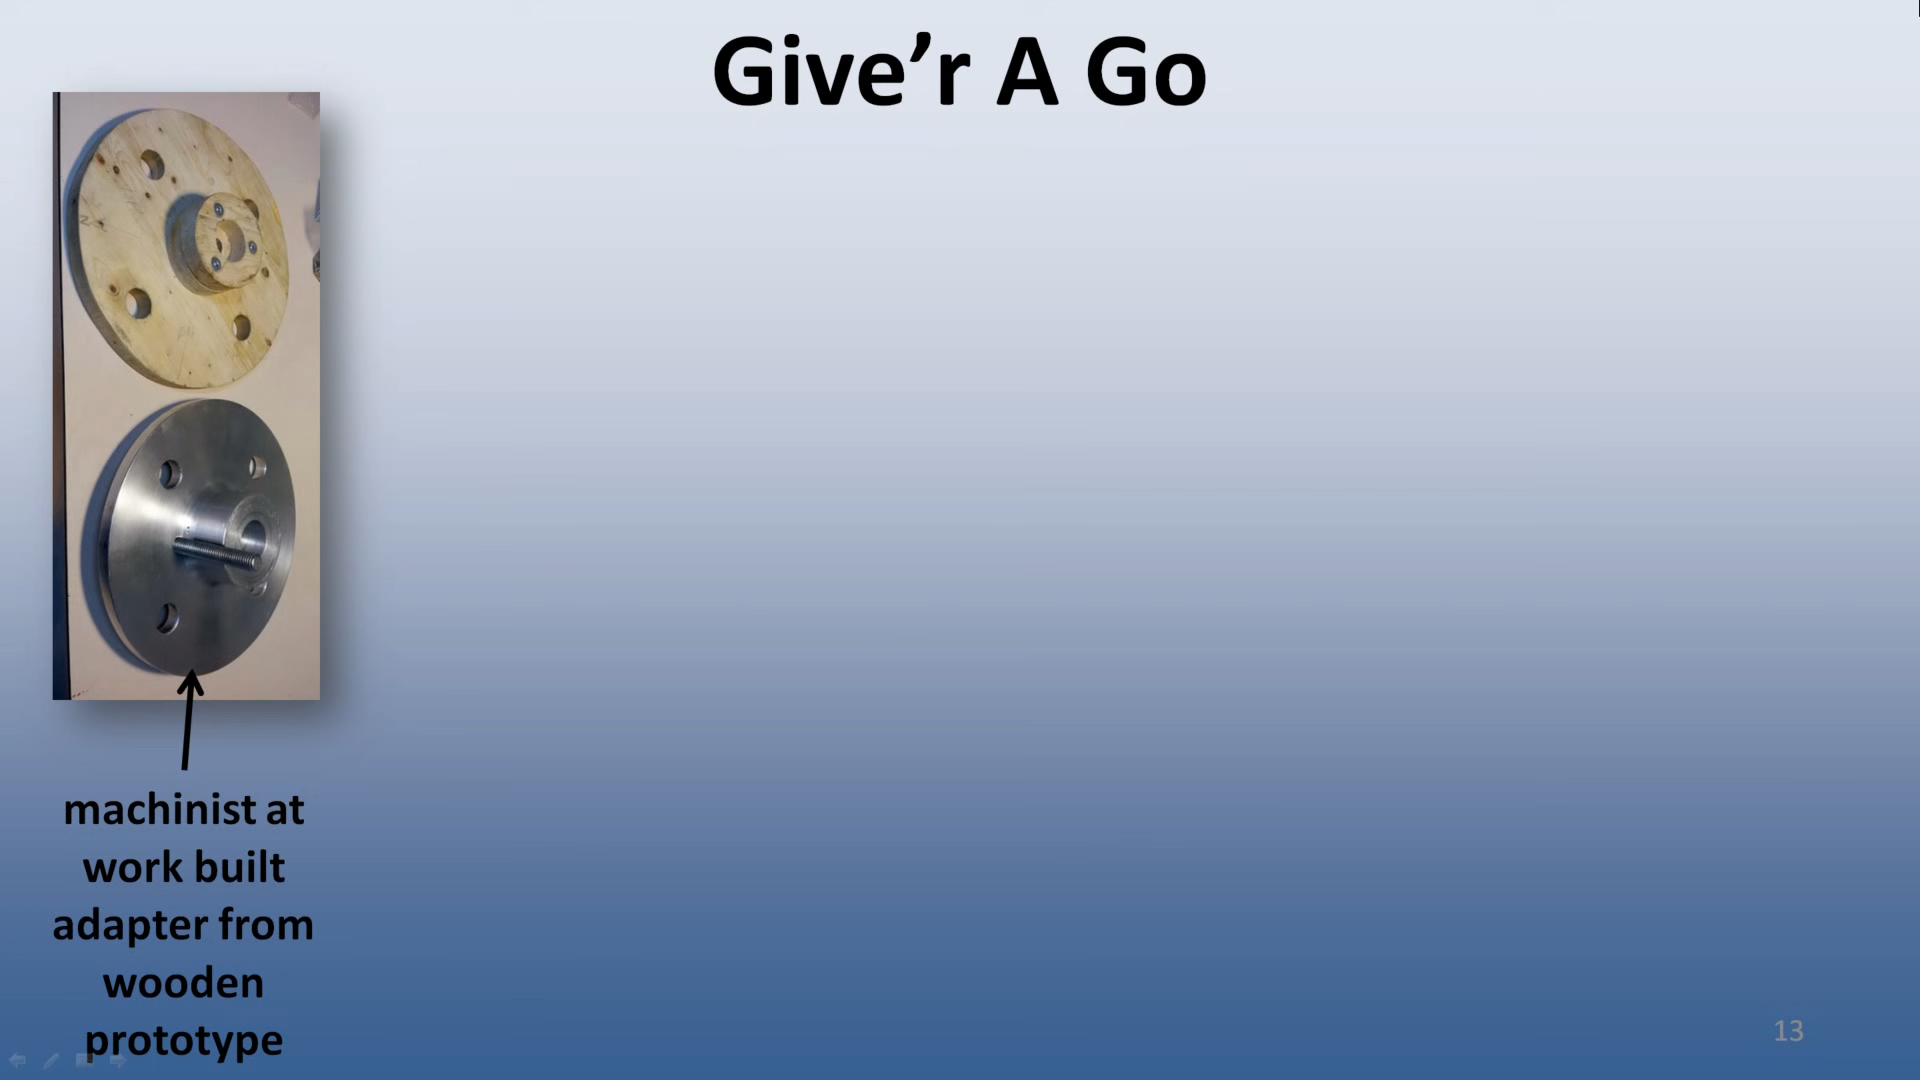 Give’r A Go
machinist at
work built
adapter from
wooden
prototype
13